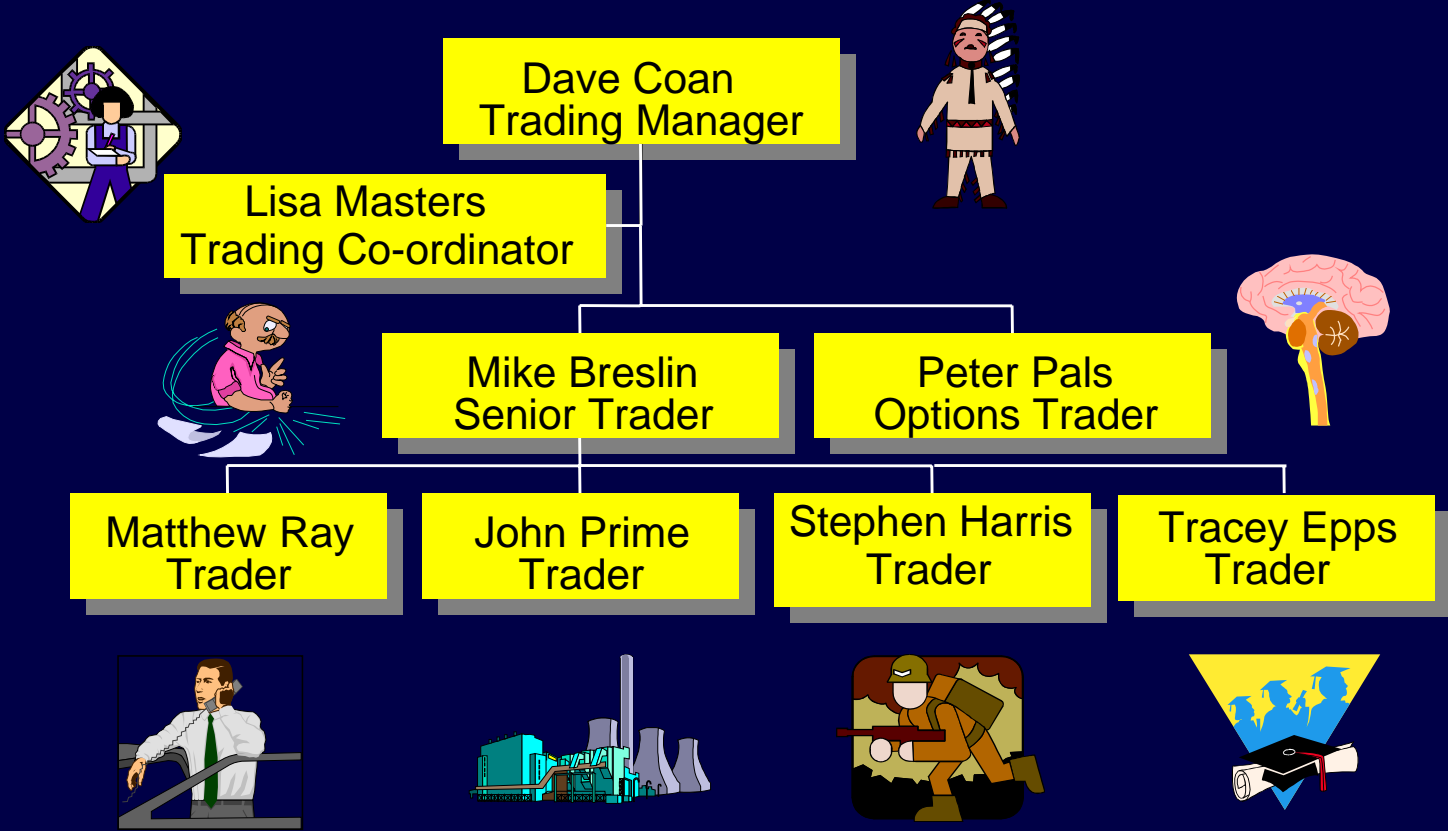 Dave Coan
Trading Manager
Lisa Masters
Trading Co-ordinator
Mike Breslin
Senior Trader
Peter Pals
Options Trader
Matthew Ray
Trader
John Prime
Trader
Stephen Harris
Trader
Tracey Epps
Trader